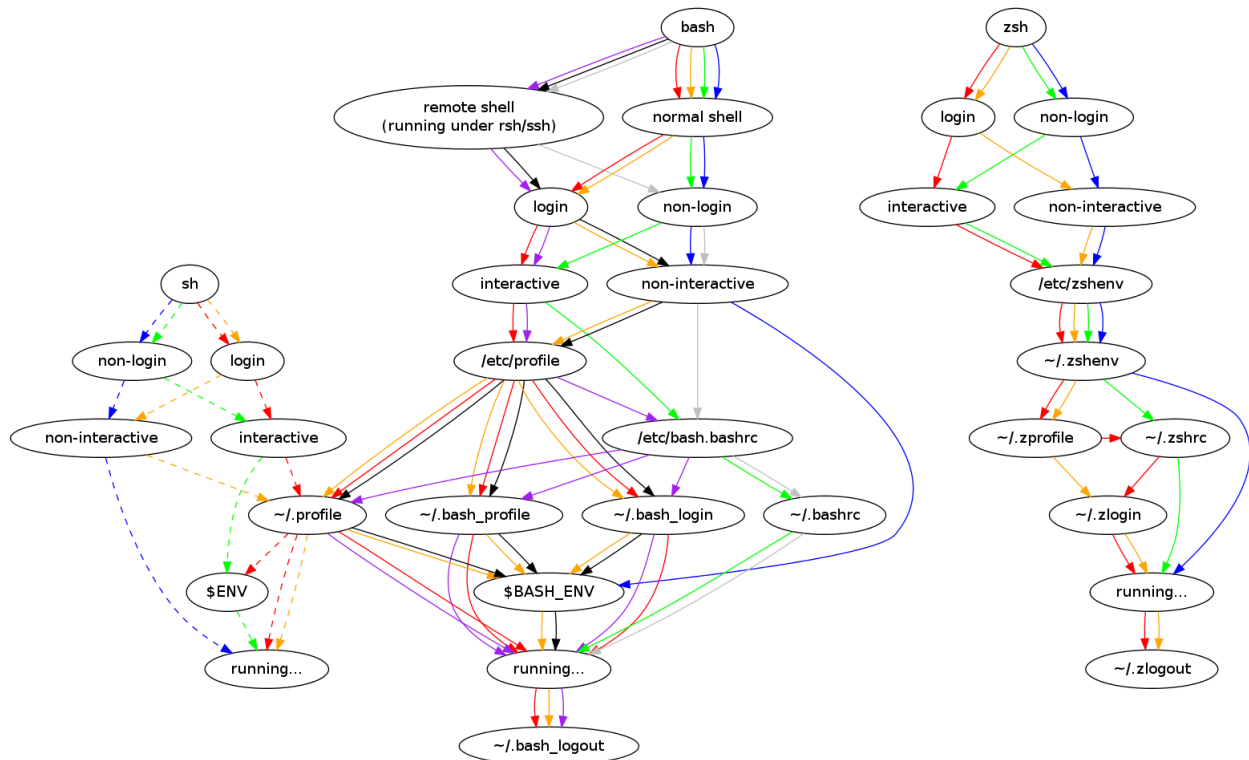 bash
zsh
remote shell
(running under rsh/ssh)
normal shell
login
non-login
login
non-login
interactive
non-interactive
sh
interactive
non-interactive
/etc/zshenv
non-login
login
/etc/profile
~/.zshenv
non-interactive
interactive
/etc/bash.bashrc
~/.zprofile
~/.zshrc
~/.profile
~/.bash_profile
~/.bash_login
~/.bashrc
~/.zlogin
$ENV
$BASH_ENV
running...
running...
running...
~/.zlogout
~/.bash_logout